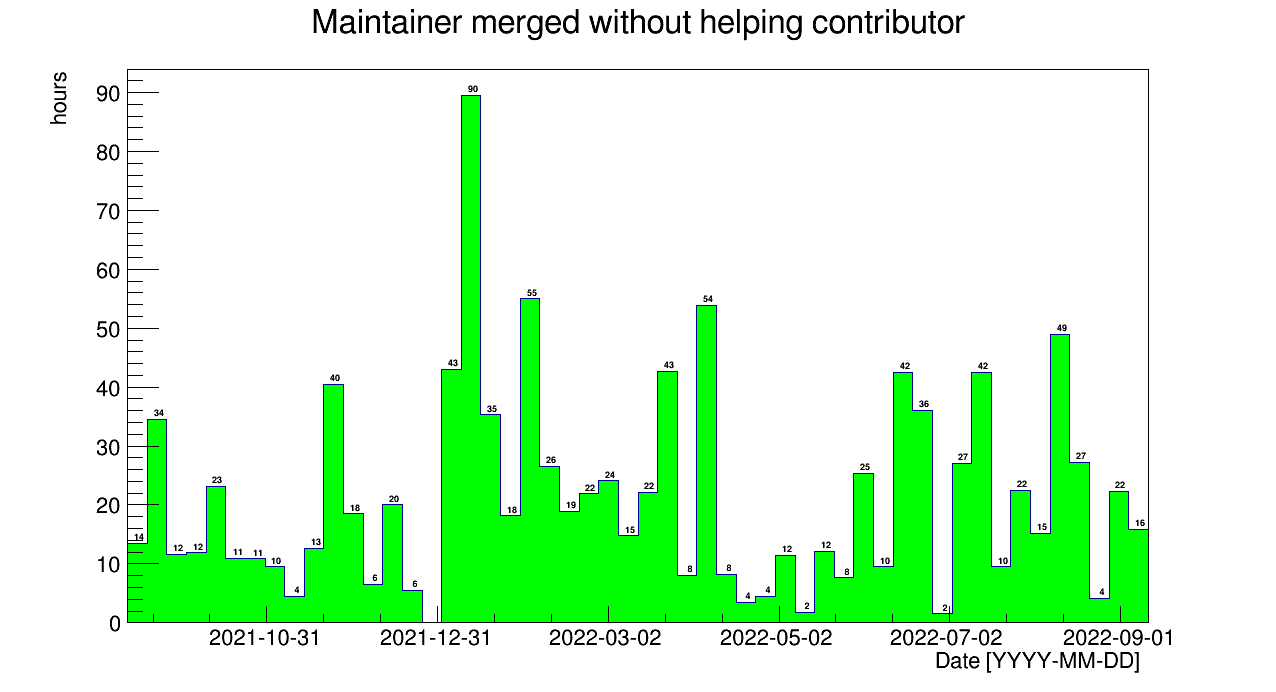 Maintainer merged without helping contributor
hours
90
80
70
60
50
40
30
20
10
0
14 34 12 12 23 11 11 10 4 13 40 18 6 20 6 43 90 35 18 55 26 19 22 24 15 22 43 8 54 8 4 4 12 2 12 8 25 10 42 36 2 27 42 10 22 15 49 27 4 22 16
2021-10-31 2021-12-31 2022-03-02 2022-05-02 2022-07-02 2022-09-01
Date [YYYY-MM-DD]